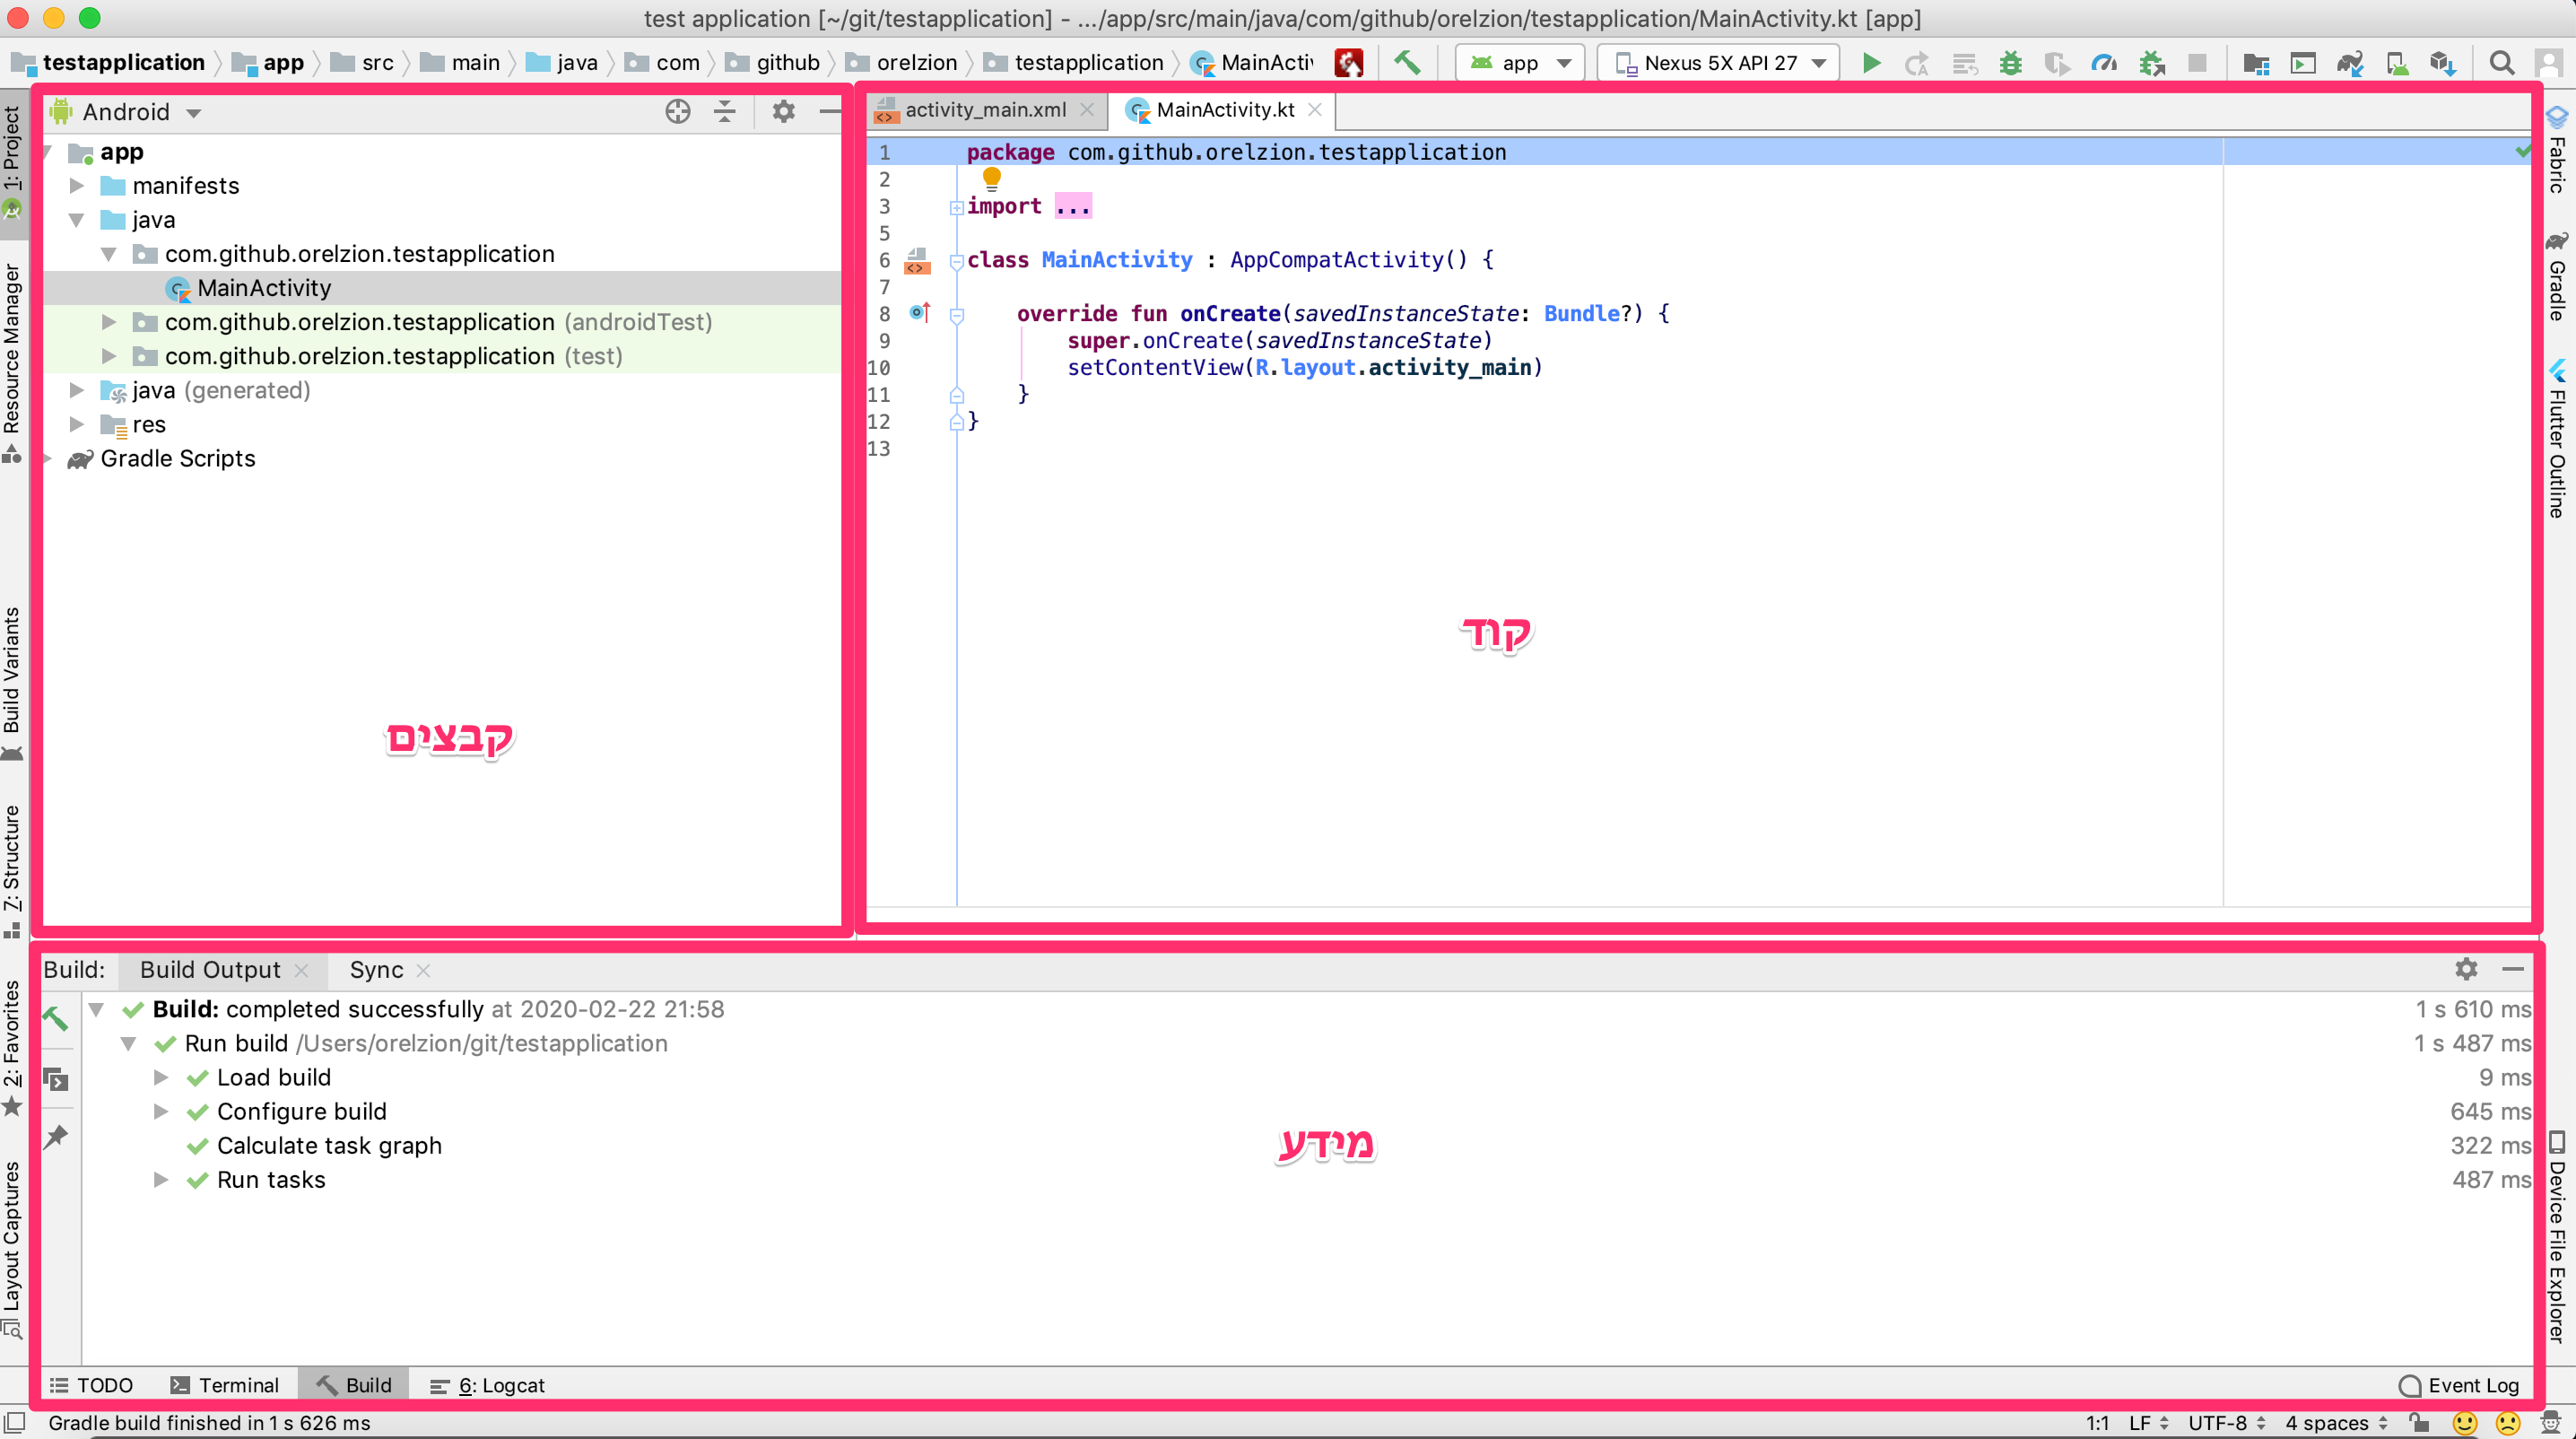 test application [~/git/testapplication] - .../app/src/main/java/com/github/orelzion/testapplication/MainActivity.kt [app]
testapplication app src main java com github orelzion testapplication MainActi app Nexus 5X API 27
1: Project
Resource Manager
Build Variants
7: Structure
2: Favorites
Layout Captures
Android
app
manifests
java
com.github.orelzion.testapplication
MainActivity
com.github.orelzion.testapplication (androidTest)
com.github.orelzion.testapplication (test)
java (generated)
res
Gradle Scripts
קבצים
activity_main.xml MainActivity.kt
1 package com.github.orelzion.testapplication
2
3 import ...
5
6 class MainActivity : AppCompatActivity() {
7
8 override fun onCreate(savedInstanceState: Bundle?) {
9 super.onCreate(savedInstanceState)
10 setContentView(R.layout.activity_main)
11 }
12 }
13
קוד
Fabric
Gradle
Flutter Outline
Device File Explorer
Build: Build Output Sync
Build: completed successfully at 2020-02-22 21:58 1 s 610 ms
Run build /Users/orelzion/git/testapplication 1 s 487 ms
Load build 9 ms
Configure build 645 ms
Calculate task graph 322 ms
Run tasks 487 ms
מידע
TODO Terminal Build 6: Logcat Event Log
Gradle build finished in 1 s 626 ms 1:1 LF UTF-8 4 spaces